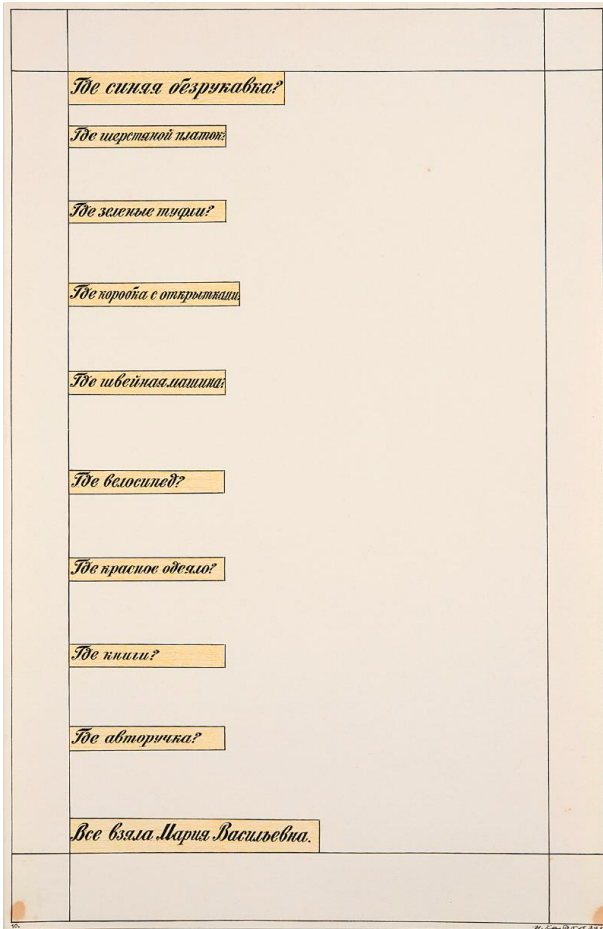 Где синяя безрукавка?
Где шерстяной платок?
Где зеленые туфли?
Где коробка с открытками?
Где швейная машина?
Где велосипед?
Где красное одеяло?
Где книги?
Где авторучка?
Все взяла Мария Васильевна.
10.